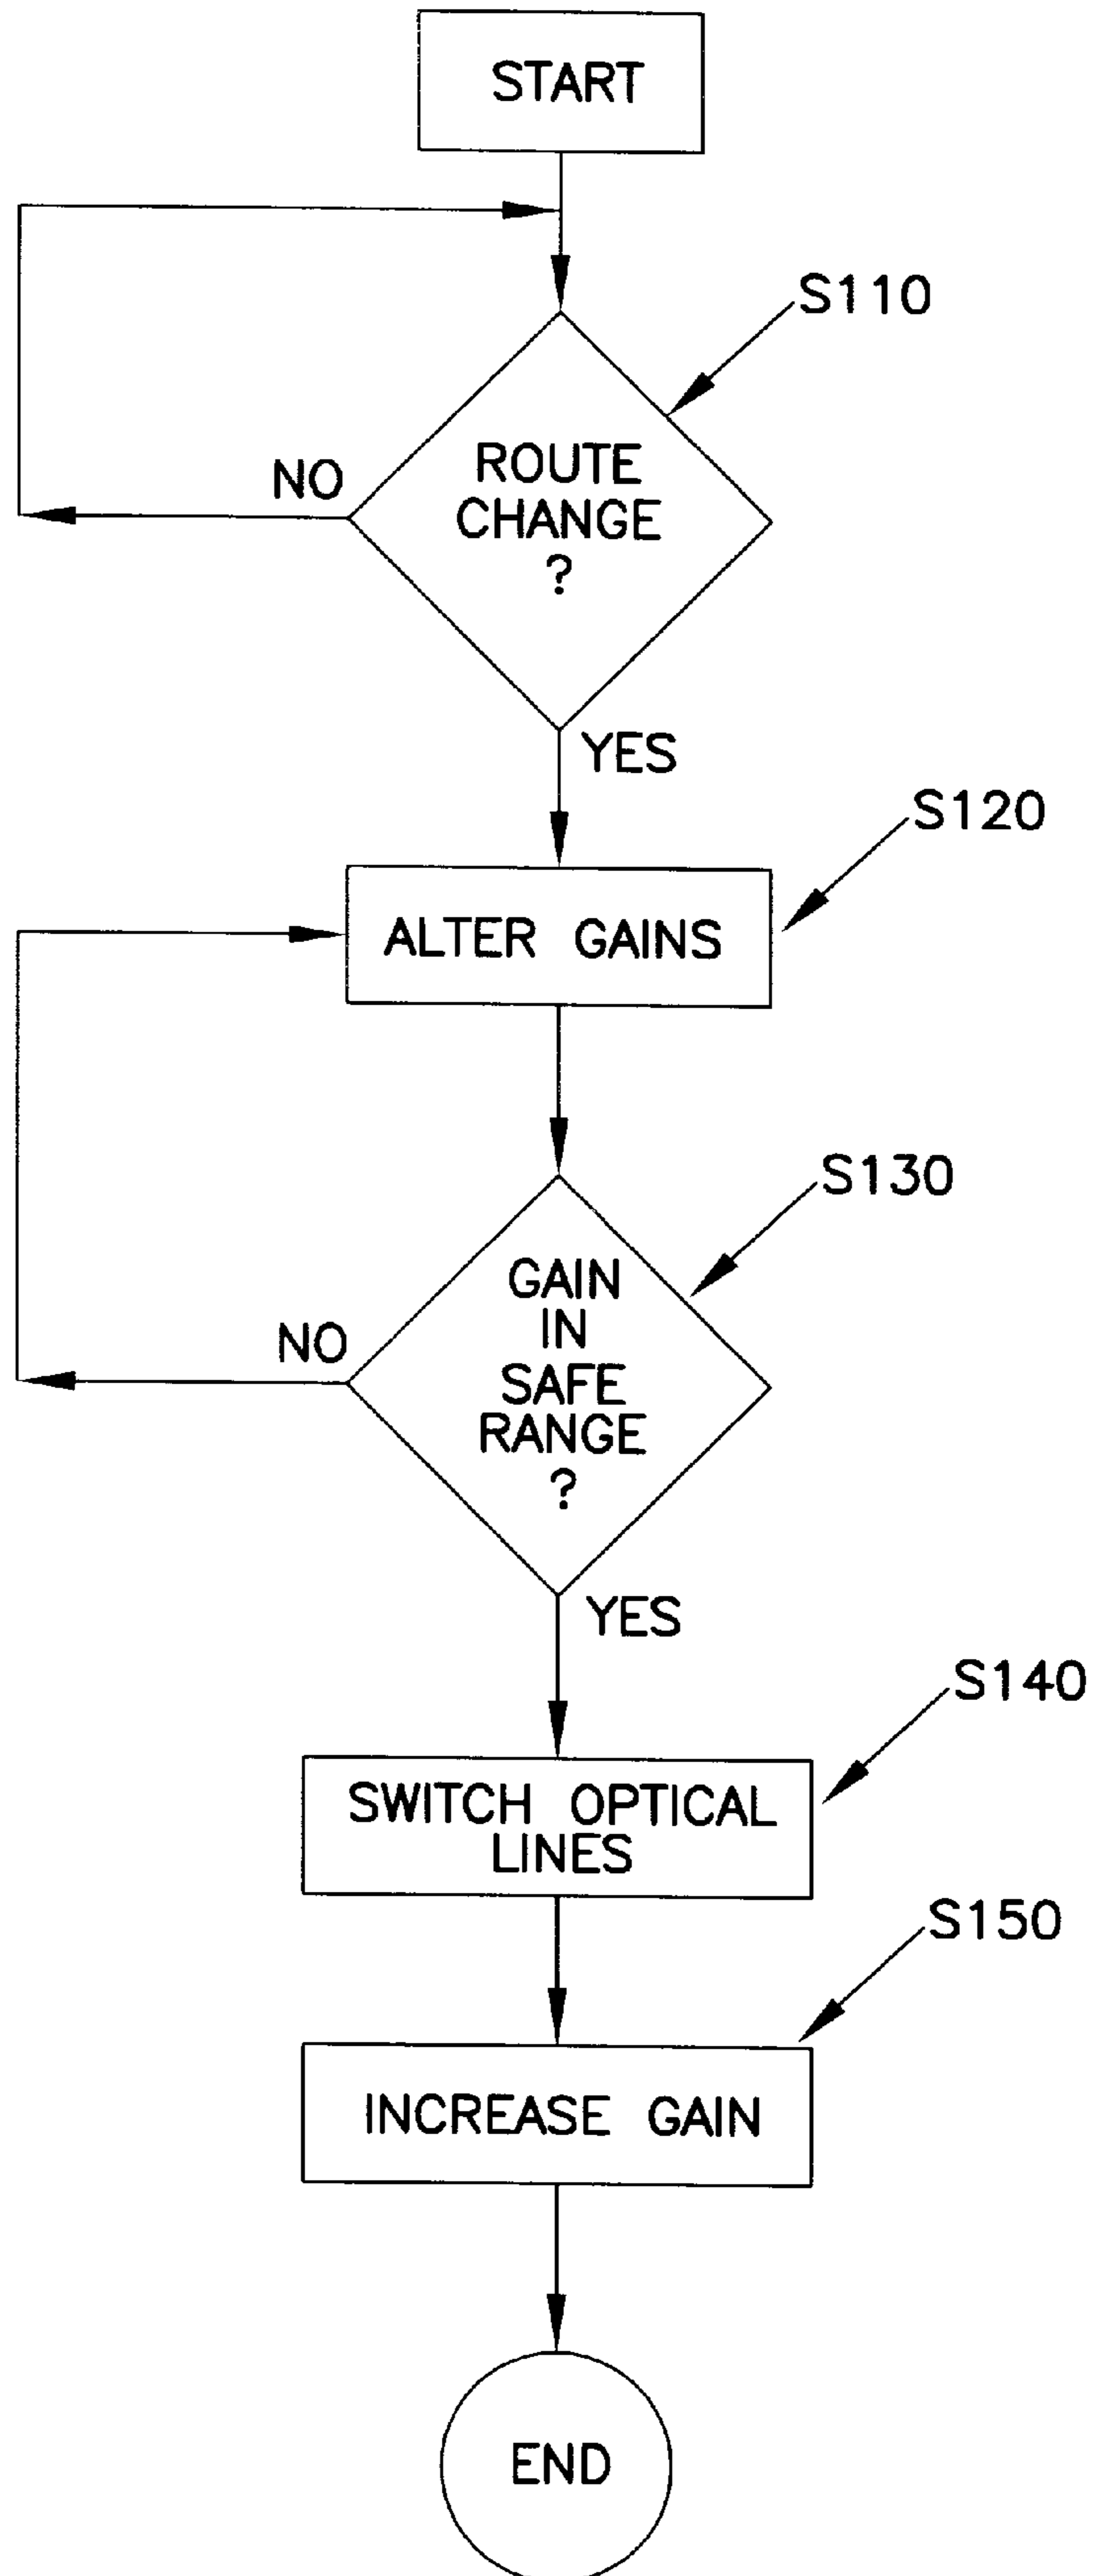 START
S110
ROUTE
CHANGE
?
NO
YES
S120
ALTER GAINS
S130
GAIN
IN
SAFE
RANGE
?
NO
YES
S140
SWITCH OPTICAL
LINES
S150
INCREASE GAIN
END